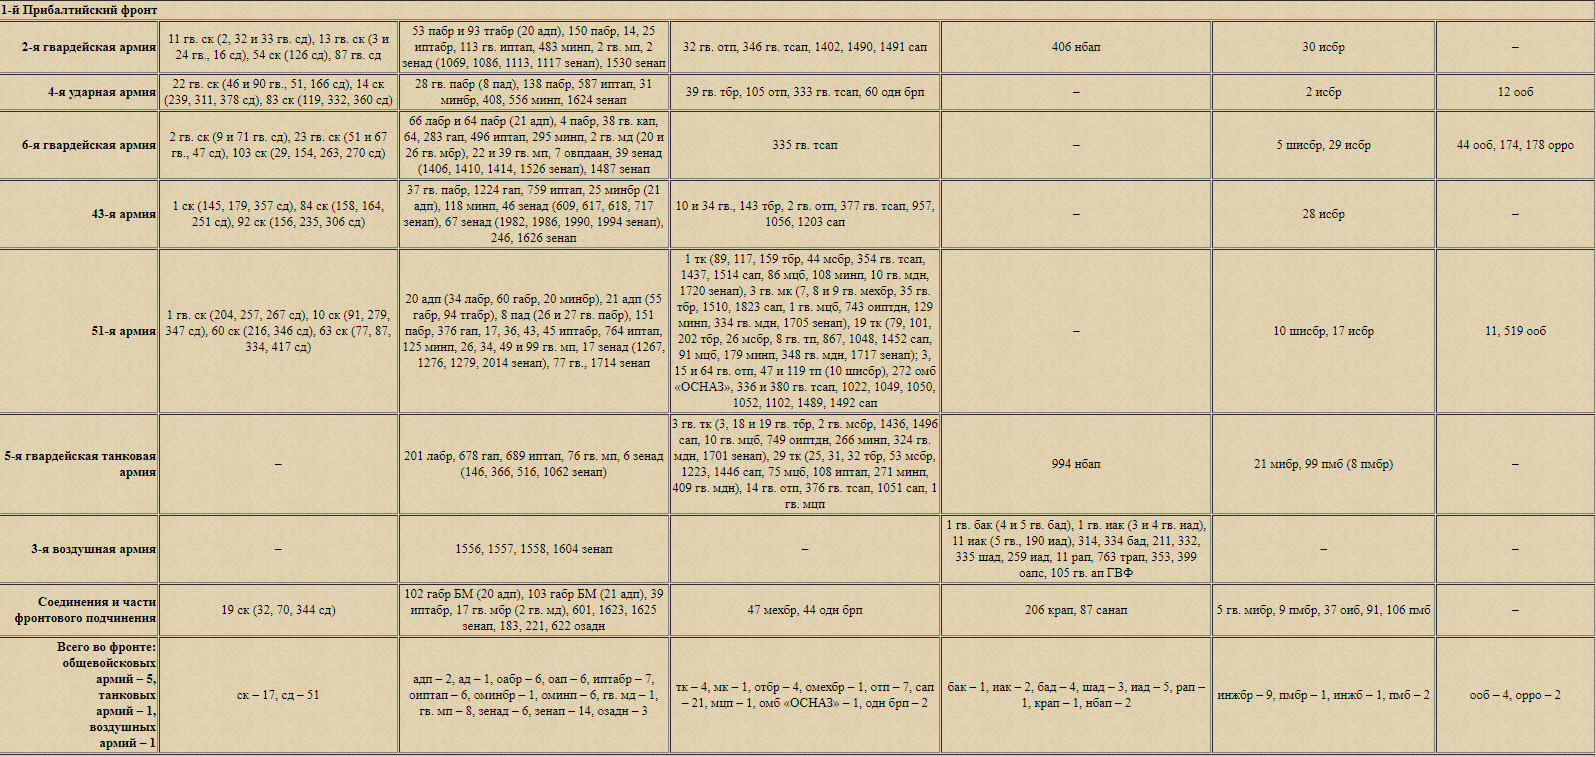 1-й Прибалтийский фронт
2-я гвардейская армия
11 гв. ск (2, 32 и 33 гв. сд), 13 гв. ск (3 и
24 гв., 16 сд), 54 ск (126 сд), 87 гв. сд
53 пабр и 93 тгабр (20 адп), 150 пабр, 14, 25
иптабр, 113 гв. иптап, 483 минп, 2 гв. мп, 2
зенад (1069, 1086, 1113, 1117 зенап), 1530 зенап
32 гв. отп, 346 гв. тсап, 1402, 1490, 1491 сап
406 нбап
30 исбр
–
4-я ударная армия
22 гв. ск (46 и 90 гв., 51, 166 сд), 14 ск
(239, 311, 378 сд), 83 ск (119, 332, 360 сд)
28 гв. пабр (8 пад), 138 пабр, 587 иптап, 31
минбр, 408, 556 минп, 1624 зенап
39 гв. тбр, 105 отп, 333 гв. тсап, 60 одн брп
–
2 исбр
12 ооб
6-я гвардейская армия
2 гв. ск (9 и 71 гв. сд), 23 гв. ск (51 и 67
гв., 47 сд), 103 ск (29, 154, 263, 270 сд)
66 лабр и 64 пабр (21 адп), 4 пабр, 38 гв. кап,
64, 283 гап, 496 иптап, 295 минп, 2 гв. мд (20 и
26 гв. мбр), 22 и 39 гв. мп, 7 овпдаан, 39 зенад
(1406, 1410, 1414, 1526 зенап), 1487 зенап
335 гв. тсап
–
5 шисбр, 29 исбр
44 ооб, 174, 178 орро
43-я армия
1 ск (145, 179, 357 сд), 84 ск (158, 164,
251 сд), 92 ск (156, 235, 306 сд)
37 гв. пабр, 1224 гап, 759 иптап, 25 минбр (21
адп), 118 минп, 46 зенад (609, 617, 618, 717
зенап), 67 зенад (1982, 1986, 1990, 1994 зенап),
246, 1626 зенап
10 и 34 гв., 143 тбр, 2 гв. отп, 377 гв. тсап, 957,
1056, 1203 сап
–
28 исбр
–
51-я армия
1 гв. ск (204, 257, 267 сд), 10 ск (91, 279,
347 сд), 60 ск (216, 346 сд), 63 ск (77, 87,
334, 417 сд)
20 адп (34 лабр, 60 габр, 20 минбр), 21 адп (55
габр, 94 тгабр), 8 пад (26 и 27 гв. пабр), 151
пабр, 376 гап, 17, 36, 43, 45 иптабр, 764 иптап,
125 минп, 26, 34, 49 и 99 гв. мп, 17 зенад (1267,
1276, 1279, 2014 зенап), 77 гв., 1714 зенап
1 тк (89, 117, 159 тбр, 44 мсбр, 354 гв. тсап,
1437, 1514 сап, 86 мцб, 108 минп, 10 гв. мдн,
1720 зенап), 3 гв. мк (7, 8 и 9 гв. мехбр, 35 гв.
тбр, 1510, 1823 сап, 1 гв. мцб, 743 оиптдн, 129
минп, 334 гв. мдн, 1705 зенап), 19 тк (79, 101,
202 тбр, 26 мсбр, 8 гв. тп, 867, 1048, 1452 сап,
91 мцб, 179 минп, 348 гв. мдн, 1717 зенап); 3,
15 и 64 гв. отп, 47 и 119 тп (10 шисбр), 272 омб
«ОСНАЗ», 336 и 380 гв. тсап, 1022, 1049, 1050,
1052, 1102, 1489, 1492 сап
–
10 шисбр, 17 исбр
11, 519 ооб
5-я гвардейская танковая
армия
–
201 лабр, 678 гап, 689 иптап, 76 гв. мп, 6 зенад
(146, 366, 516, 1062 зенап)
3 гв. тк (3, 18 и 19 гв. тбр, 2 гв. мсбр, 1436, 1496
сап, 10 гв. мцб, 749 оиптдн, 266 минп, 324 гв.
мдн, 1701 зенап), 29 тк (25, 31, 32 тбр, 53 мсбр,
1223, 1446 сап, 75 мцб, 108 иптап, 271 минп,
409 гв. мдн), 14 гв. отп, 376 гв. тсап, 1051 сап, 1
гв. мцп
994 нбап
21 мибр, 99 пмб (8 пмбр)
–
3-я воздушная армия
–
1556, 1557, 1558, 1604 зенап
–
1 гв. бак (4 и 5 гв. бад), 1 гв. иак (3 и 4 гв. иад),
11 иак (5 гв., 190 иад), 314, 334 бад, 211, 332,
335 шад, 259 иад, 11 рап, 763 трап, 353, 399
оапс, 105 гв. ап ГВФ
–
–
Соединения и части
фронтового подчинения
19 ск (32, 70, 344 сд)
102 габр БМ (20 адп), 103 габр БМ (21 адп), 39
иптабр, 17 гв. мбр (2 гв. мд), 601, 1623, 1625
зенап, 183, 221, 622 озадн
47 мехбр, 44 одн брп
206 крап, 87 санап
5 гв. мибр, 9 пмбр, 37 оиб, 91, 106 пмб
–
Всего во фронте:
общевойсковых
армий – 5,
танковых
армий – 1,
воздушных
армий – 1
ск – 17, сд – 51
адп – 2, ад – 1, оабр – 6, оап – 6, иптабр – 7,
оиптап – 6, оминбр – 1, оминп – 6, гв. мд – 1,
гв. мп – 8, зенад – 6, зенап – 14, озадн – 3
тк – 4, мк – 1, отбр – 4, омехбр – 1, отп – 7, сап
– 21, мцп – 1, омб «ОСНАЗ» – 1, одн брп – 2
бак – 1, иак – 2, бад – 4, шад – 3, иад – 5, рап –
1, крап – 1, нбап – 2
инжбр – 9, пмбр – 1, инжб – 1, пмб – 2
ооб – 4, орро – 2